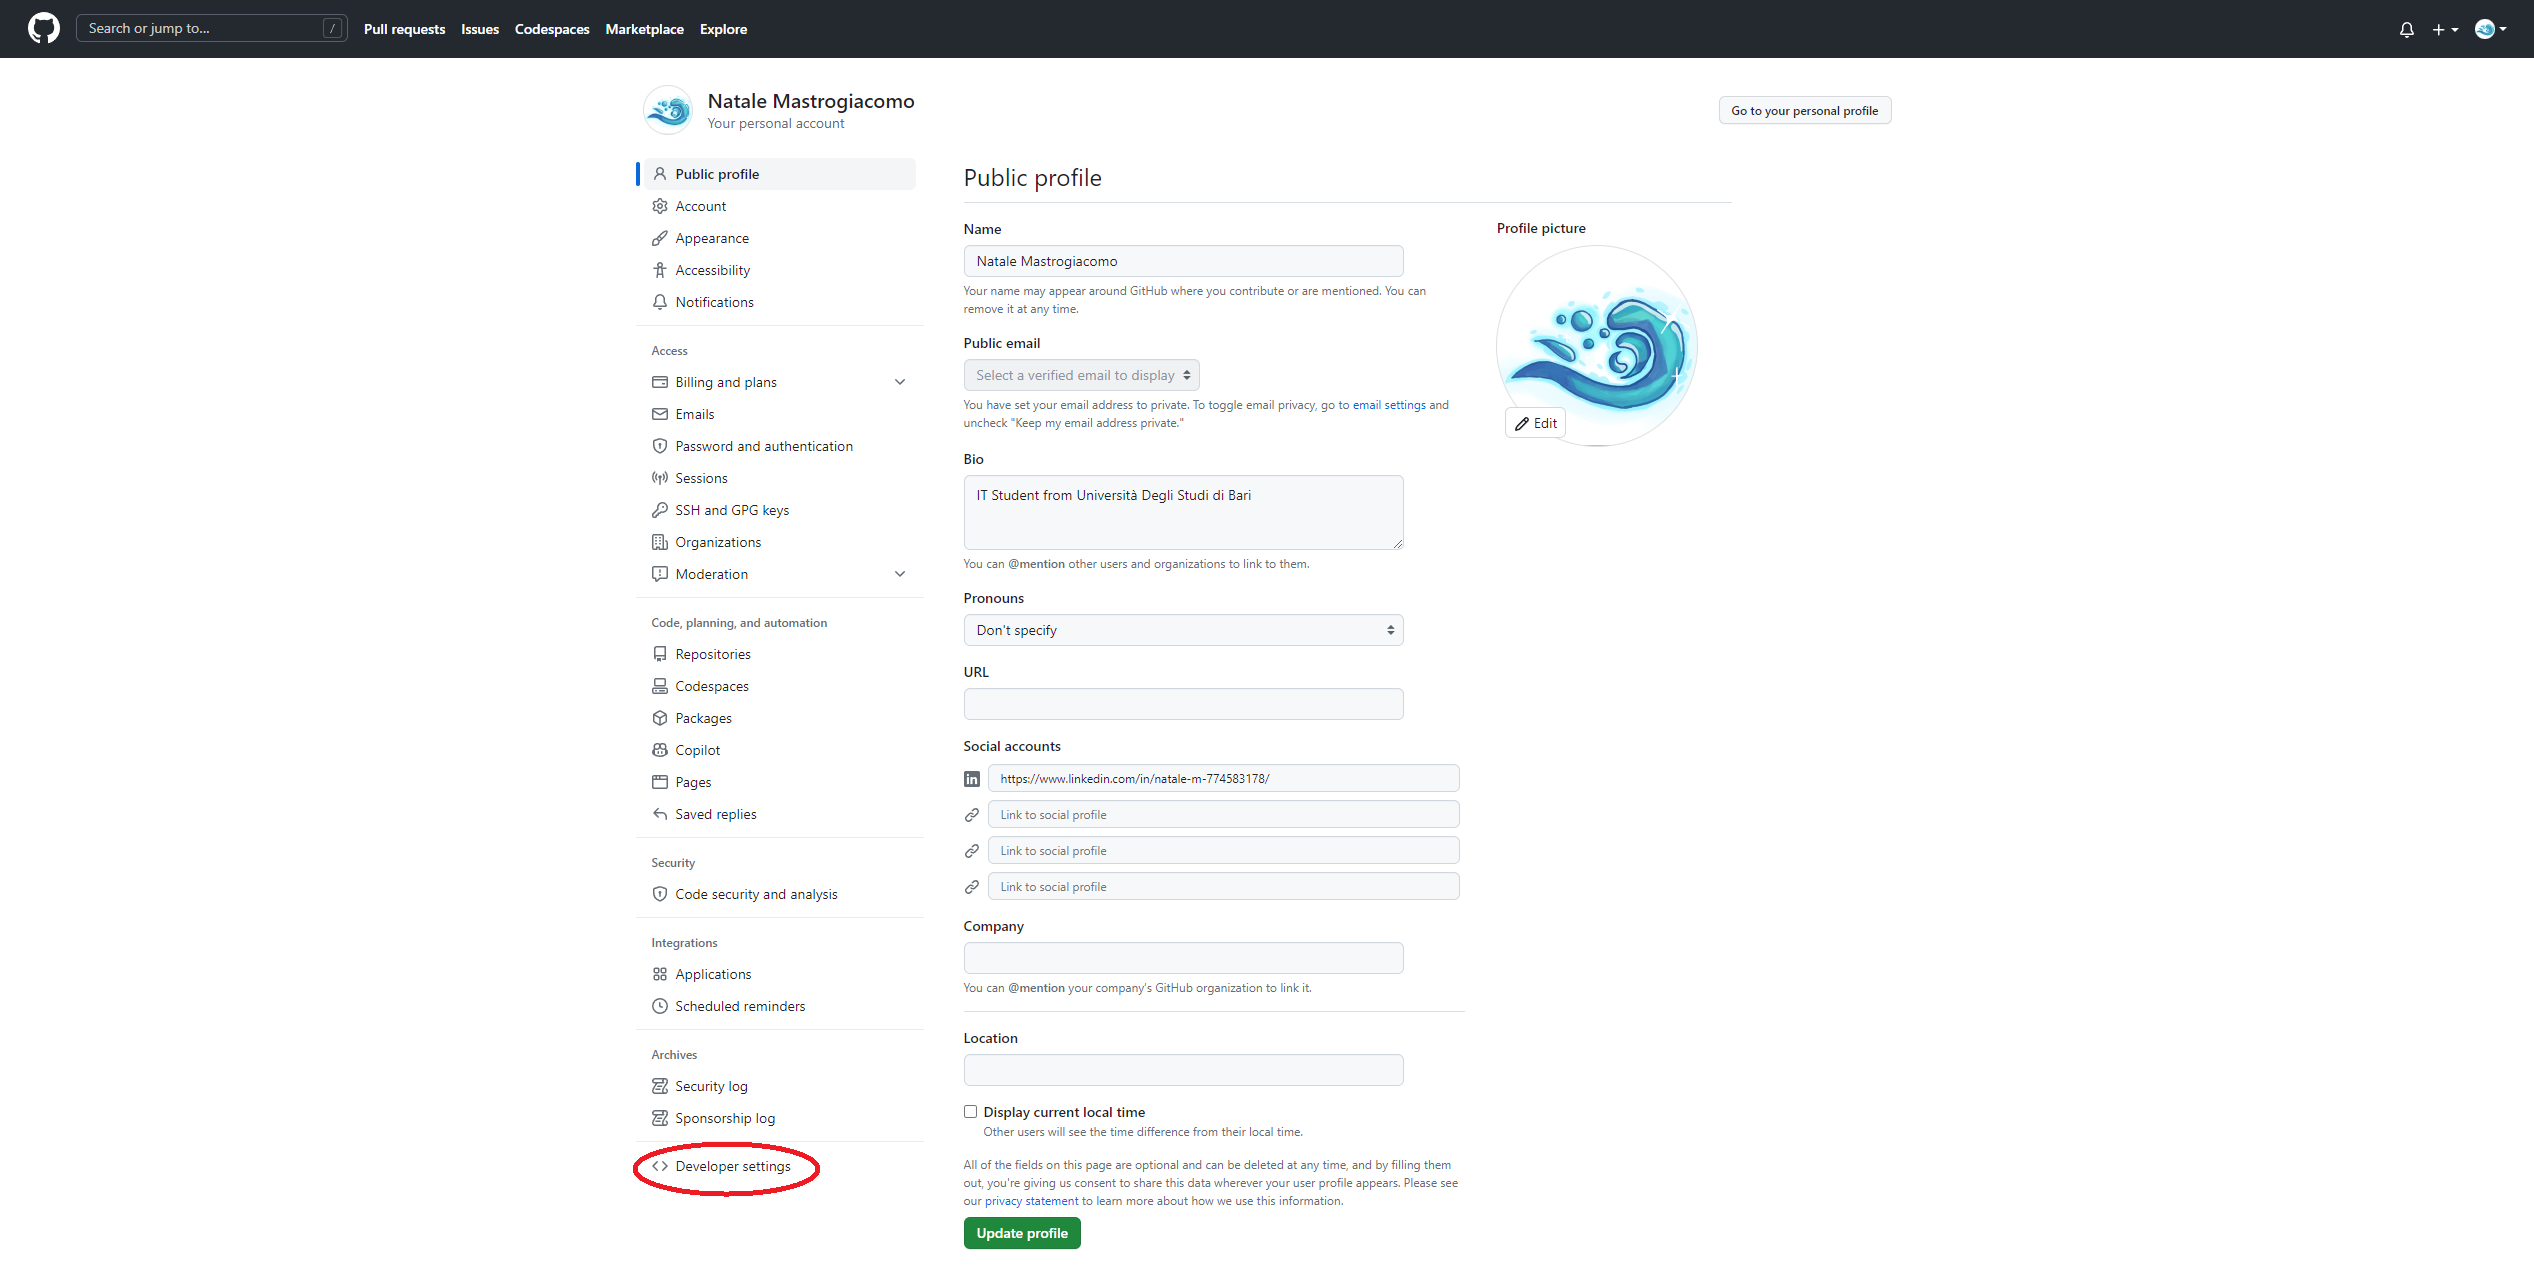 Search or jump to...
/
Pull requests
Issues
Codespaces
Marketplace
Explore
Natale Mastrogiacomo
Your personal account
Go to your personal profile
Public profile
Account
Appearance
Accessibility
Notifications
Access
Billing and plans
Emails
Password and authentication
Sessions
SSH and GPG keys
Organizations
Moderation
Code, planning, and automation
Repositories
Codespaces
Packages
Copilot
Pages
Saved replies
Security
Code security and analysis
Integrations
Applications
Scheduled reminders
Archives
Security log
Sponsorship log
Developer settings
Public profile
Name
Natale Mastrogiacomo
Your name may appear around GitHub where you contribute or are mentioned. You can
remove it at any time.
Public email
Select a verified email to display
You have set your email address to private. To toggle email privacy, go to email settings and
uncheck "Keep my email address private."
Bio
IT Student from Università Degli Studi di Bari
You can @mention other users and organizations to link to them.
Pronouns
Don't specify
URL
Social accounts
in
https://www.linkedin.com/in/natale-m-774583178/
Link to social profile
Link to social profile
Link to social profile
Company
You can @mention your company's GitHub organization to link it.
Location
Display current local time
Other users will see the time difference from their local time.
All of the fields on this page are optional and can be deleted at any time, and by filling them
out, you're giving us consent to share this data wherever your user profile appears. Please see
our privacy statement to learn more about how we use this information.
Update profile
Profile picture
Edit